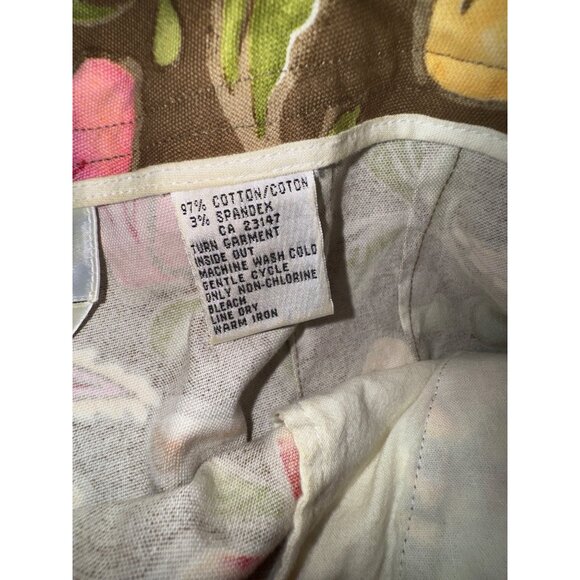 97% COTTON/COTON
3% SPANDEX
CA 23147
TURN GARMENT
INSIDE OUT
MACHINE WASH COLD
GENTLE CYCLE
ONLY NON-CHLORINE
BLEACH
LINE DRY
WARM IRON